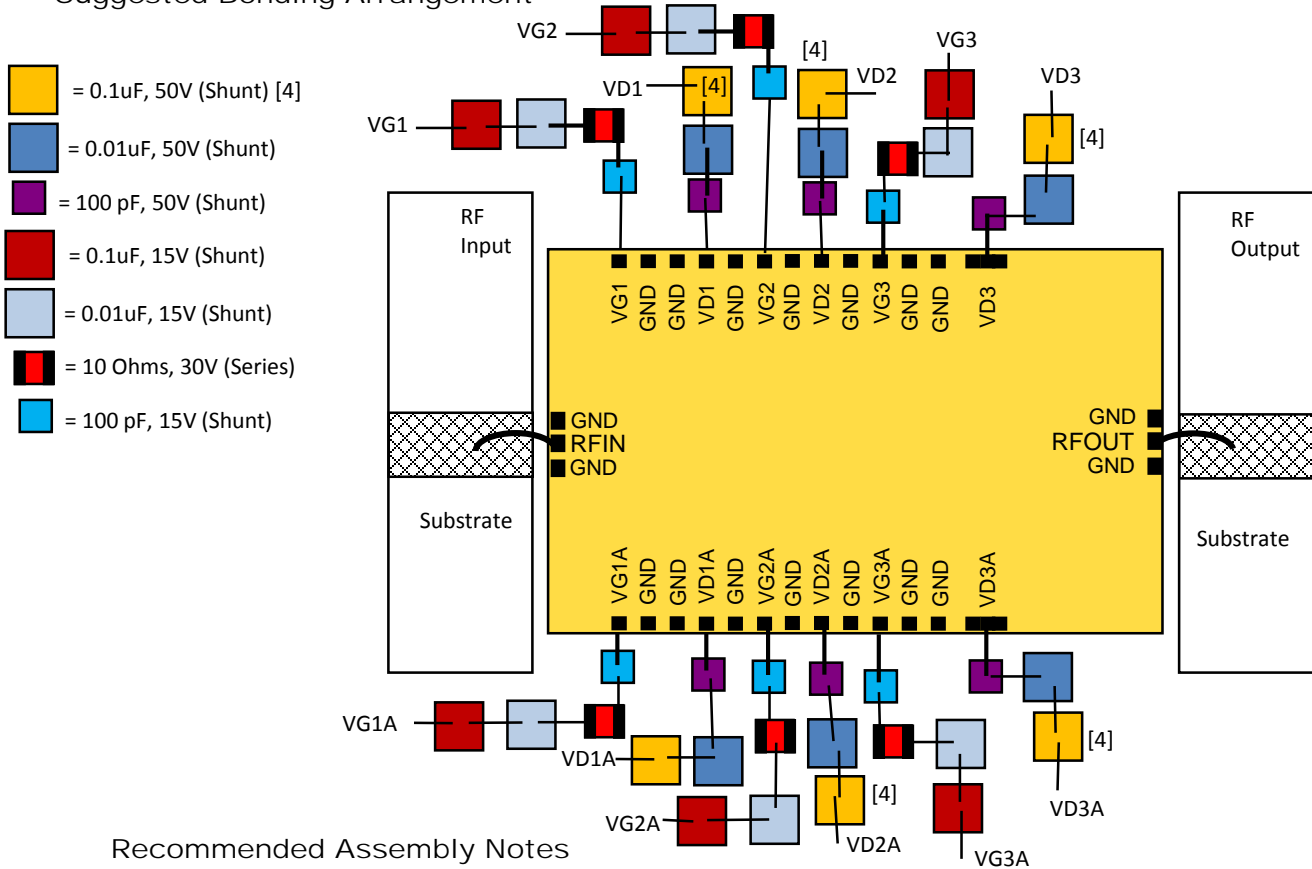 Suggested Bonding Arrangement
= 0.1uF, 50V (Shunt) [4]
= 0.01uF, 50V (Shunt)
= 100 pF, 50V (Shunt)
= 0.1uF, 15V (Shunt)
= 0.01uF, 15V (Shunt)
= 10 Ohms, 30V (Series)
= 100 pF, 15V (Shunt)
VG2
VG1
VD1
[4]
[4]
VD2
VG3
VD3
[4]
RF
Input
RF
Output
VG1
GND
GND
VD1
GND
VG2
GND
VD2
GND
VG3
GND
GND
VD3
GND
RFIN
GND
GND
RFOUT
GND
Substrate
Substrate
VG1A
GND
GND
VD1A
GND
VG2A
GND
VD2A
GND
VG3A
GND
GND
VD3A
VG1A
VD1A
VG2A
[4]
VD2A
VG3A
[4]
VD3A
Recommended Assembly Notes